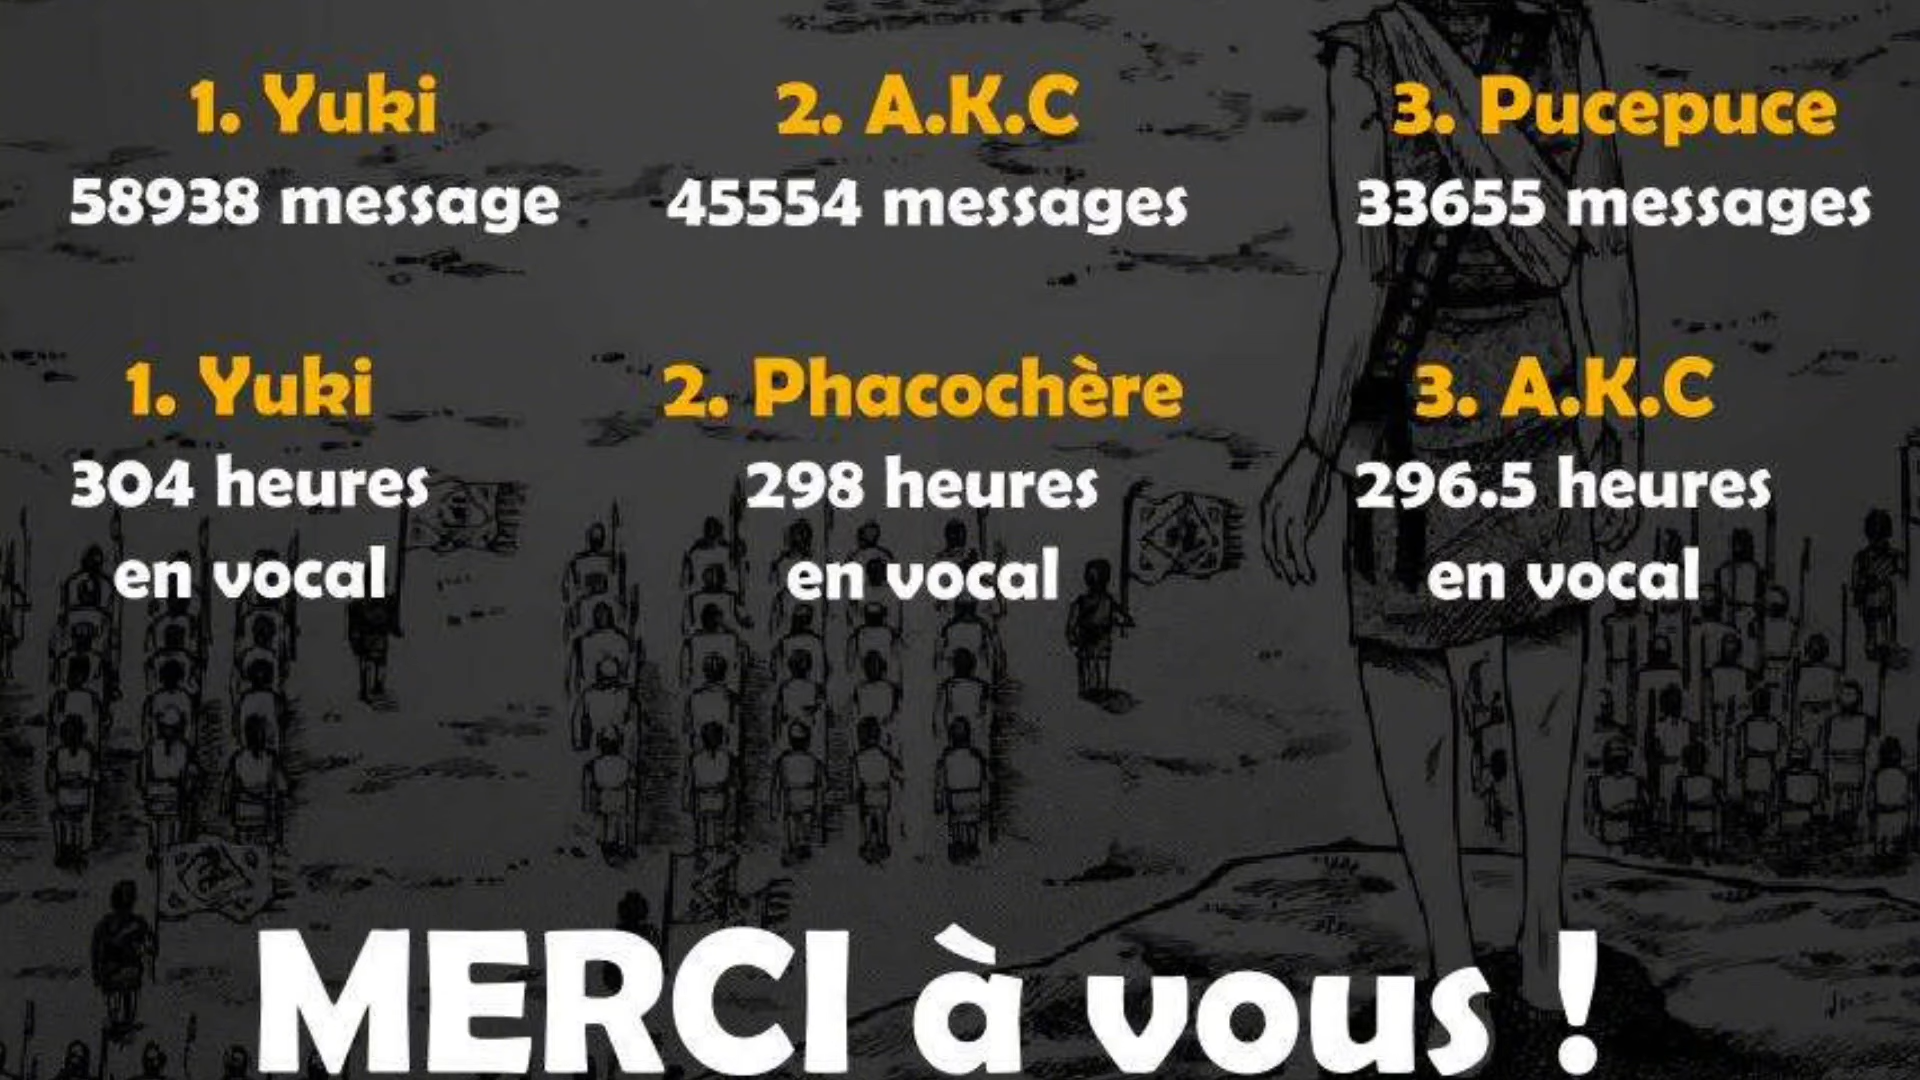 1. Yuki
2. A.K.C
3. Pucepuce
58938 message
45554 messages
33655 messages
1. Yuki
2. Phacochère
3. A.K.C
304 heures
298 heures
296.5 heures
en vocal
en vocal
en vocal
MERCI à vous !